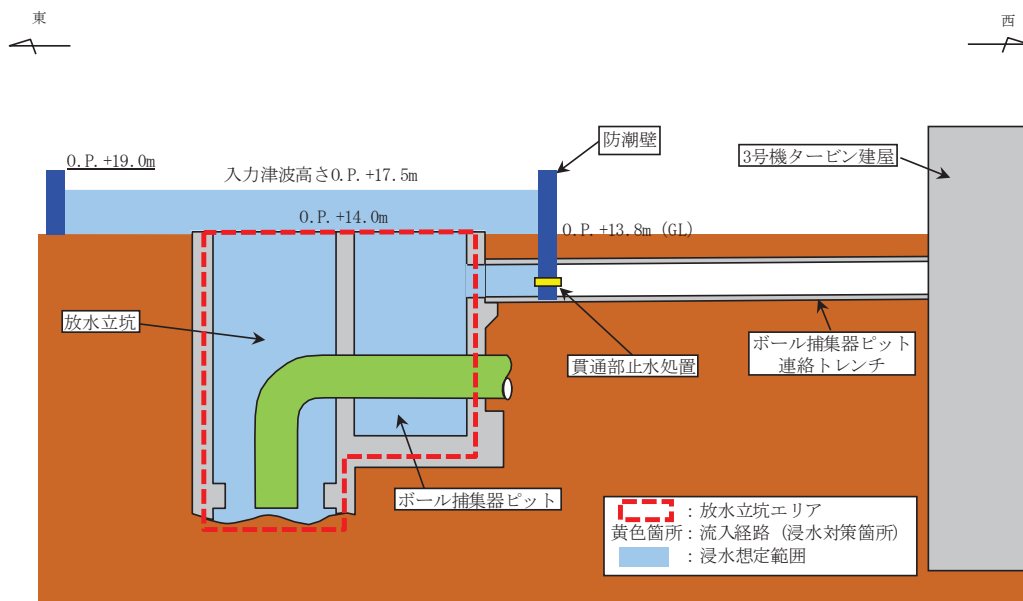 東
西
O.P.+19.0m
入力津波高さO.P.+17.5m
防潮壁
3号機タービン建屋
O.P.+14.0m
O.P.+13.8m (GL)
放水立坑
貫通部止水処置
ボール捕集器ピット
連絡トレンチ
ボール捕集器ピット
：放水立坑エリア
黄色箇所：流入経路（浸水対策箇所）
：浸水想定範囲